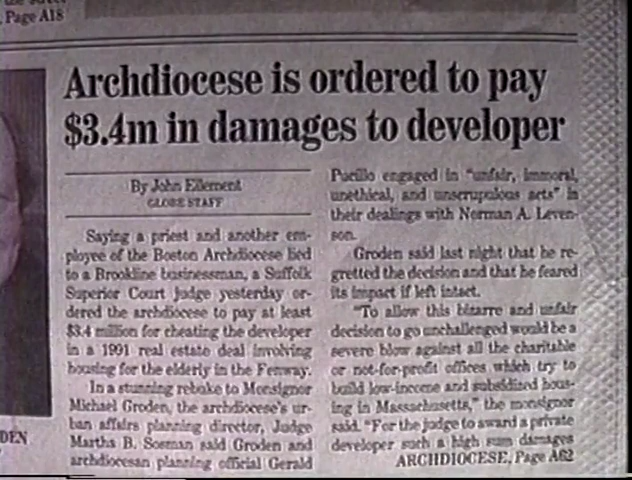 , Page A18
Archdiocese is ordered to pay
$3.4m in damages to developer
By John Ellement
GLOBE STAFF
Saying a priest and another em-
ployee of the Boston Archdiocese lied
to a Brookline businessman, a Suffolk
Superior Court judge yesterday or-
dered the archdiocese to pay at least
$3.4 million for cheating the developer
in a 1991 real estate deal involving
housing for the elderly in the Fenway.
In a stunning rebuke to Monsignor
Michael Groden, the archdiocese's ur-
ban affairs planning director, Judge
Martha B. Sosman said Groden and
archdiocesan planning official Gerald
Pucillo engaged in "unfair, immoral,
unethical, and unscrupulous acts" in
their dealings with Norman A. Leven-
son.
Groden said last night that he re-
gretted the decision and that he feared
its impact if left intact.
"To allow this bizarre and unfair
decision to go unchallenged would be a
severe blow against all the charitable
or not-for-profit offices which try to
build low-income and subsidized hous-
ing in Massachusetts," the monsignor
said. "For the judge to award a private
developer such a high sum damages
ARCHDIOCESE, Page A62
DEN